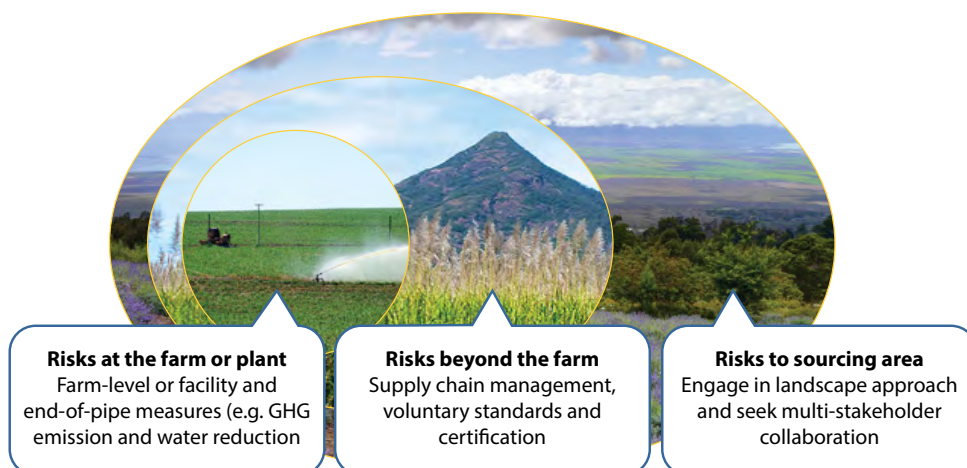 Risks at the farm or plant
Farm-level or facility and
end-of-pipe measures (e.g. GHG
emission and water reduction
Risks beyond the farm
Supply chain management,
voluntary standards and
certification
Risks to sourcing area
Engage in landscape approach
and seek multi-stakeholder
collaboration